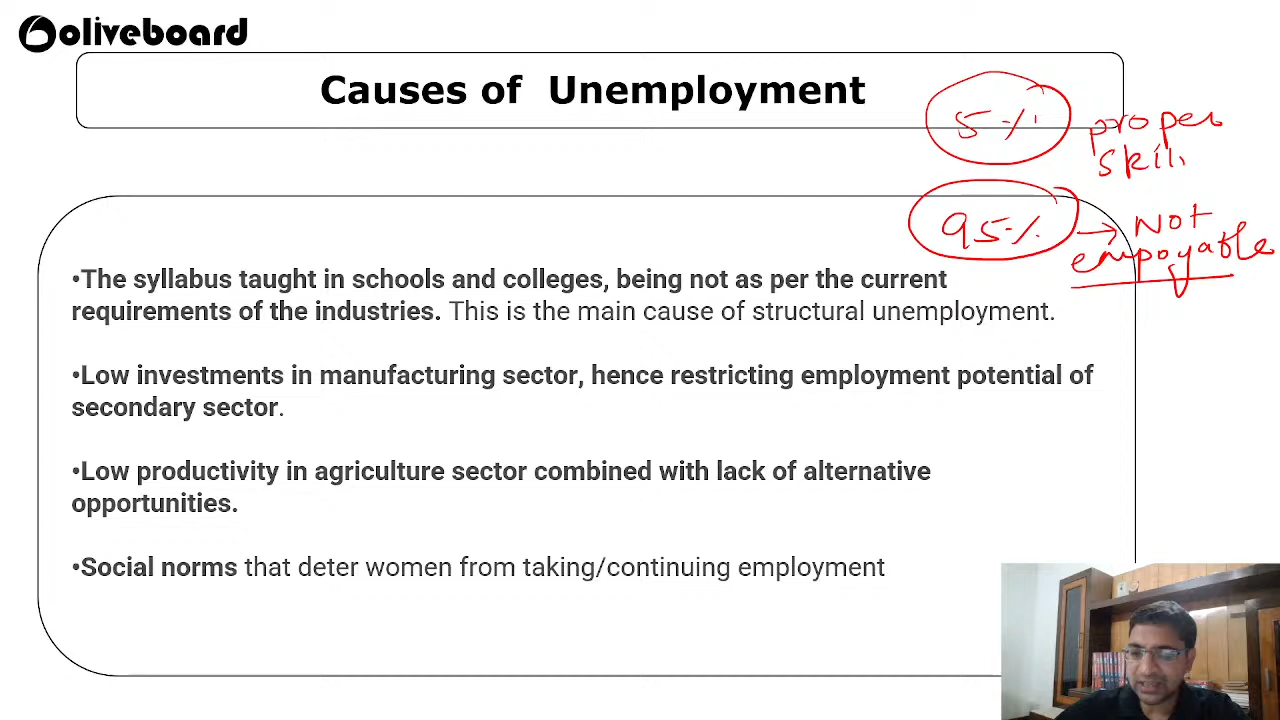 oliveboard
Causes of Unemployment
5%
proper
skill
95% → Not
empoyable
•The syllabus taught in schools and colleges, being not as per the current
requirements of the industries. This is the main cause of structural unemployment.
•Low investments in manufacturing sector, hence restricting employment potential of
secondary sector.
•Low productivity in agriculture sector combined with lack of alternative
opportunities.
•Social norms that deter women from taking/continuing employment